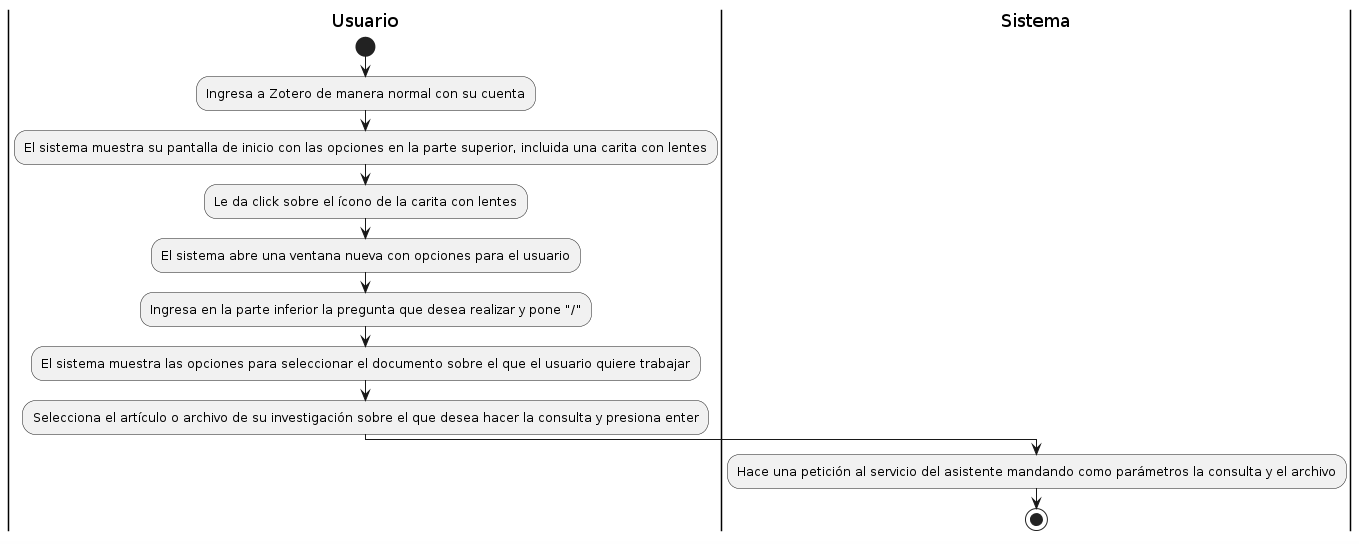 Usuario
Sistema
Ingresa a Zotero de manera normal con su cuenta
El sistema muestra su pantalla de inicio con las opciones en la parte superior, incluida una carita con lentes
Le da click sobre el ícono de la carita con lentes
El sistema abre una ventana nueva con opciones para el usuario
Ingresa en la parte inferior la pregunta que desea realizar y pone "/"
El sistema muestra las opciones para seleccionar el documento sobre el que el usuario quiere trabajar
Selecciona el artículo o archivo de su investigación sobre el que desea hacer la consulta y presiona enter
Hace una petición al servicio del asistente mandando como parámetros la consulta y el archivo